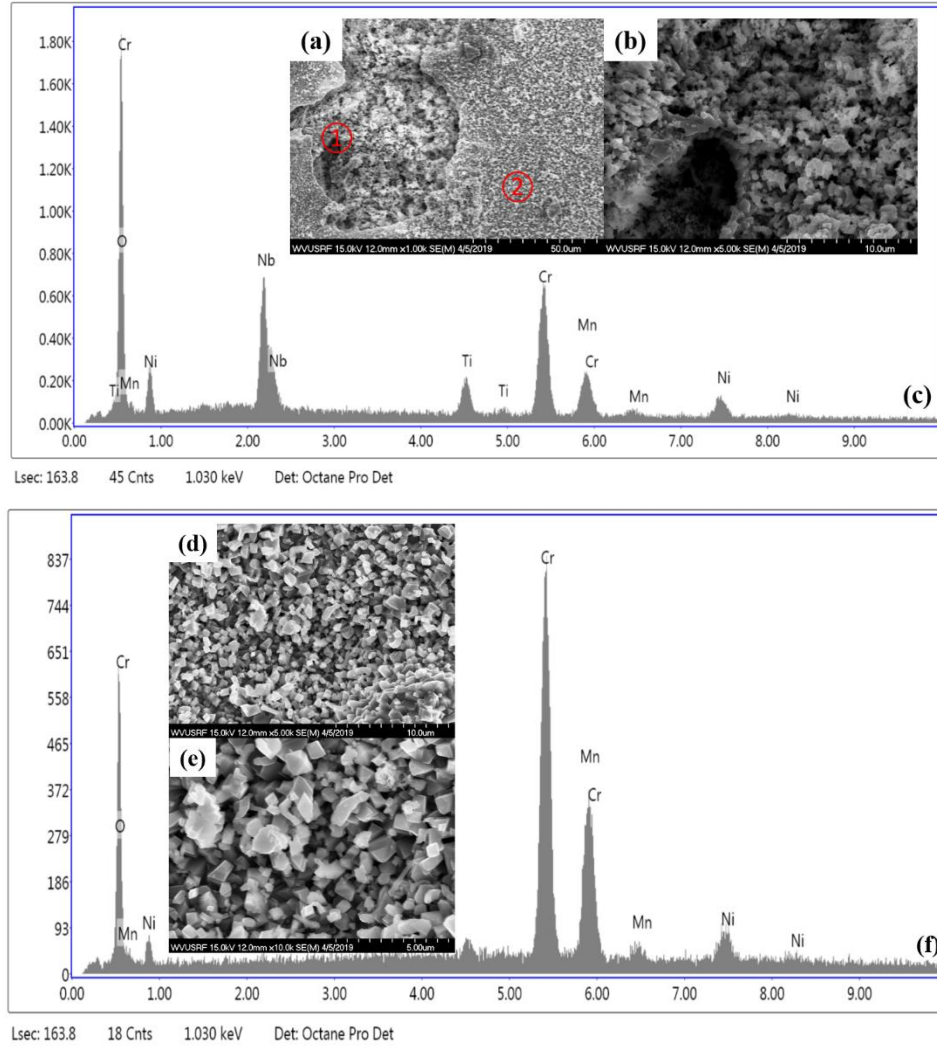 1.80K
1.60K
1.40K
1.20K
1.00K
0.80K
0.60K
0.40K
0.20K
0.00K
Cr
O
Ti
Mn
Ni
Nb
Nb
Ti
Ti
Cr
Mn
Cr
Mn
Ni
Ni
(a)
①
②
WVUSRF 15.0kV 12.0mm x1.00k SE(M) 4/5/2019 50.0um
(b)
WVUSRF 15.0kV 12.0mm x5.00k SE(M) 4/5/2019 10.0um
(c)
0.00 1.00 2.00 3.00 4.00 5.00 6.00 7.00 8.00 9.00
Lsec: 163.8 45 Cnts 1.030 keV Det: Octane Pro Det
837
744
651
558
465
372
279
186
93
0
Cr
O
Mn
Ni
(d)
WVUSRF 15.0kV 12.0mm x5.00k SE(M) 4/5/2019 10.0um
(e)
WVUSRF 15.0kV 12.0mm x10.0k SE(M) 4/5/2019 5.00um
Cr
Mn
Cr
Mn
Ni
Ni
(f)
0.00 1.00 2.00 3.00 4.00 5.00 6.00 7.00 8.00 9.00
Lsec: 163.8 18 Cnts 1.030 keV Det: Octane Pro Det